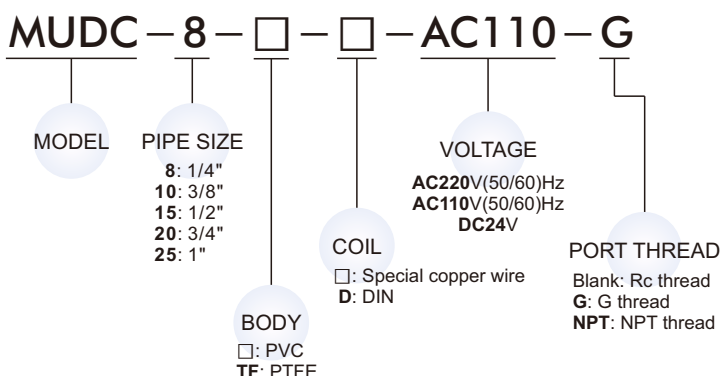 MUDC – 8 – □ – □ – AC110 – G
MODEL
PIPE SIZE
8: 1/4"
10: 3/8"
15: 1/2"
20: 3/4"
25: 1"
BODY
□: PVC
TF: PTFE
COIL
□: Special copper wire
D: DIN
VOLTAGE
AC220V(50/60)Hz
AC110V(50/60)Hz
DC24V
PORT THREAD
Blank: Rc thread
G: G thread
NPT: NPT thread